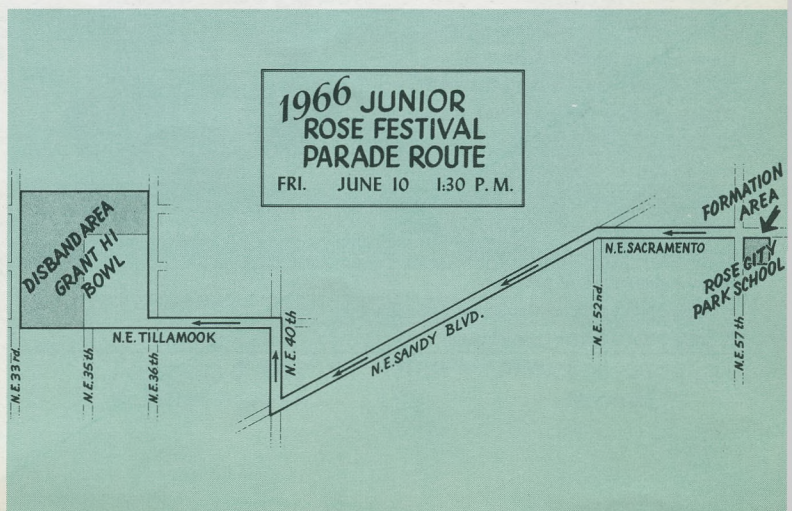 1966 JUNIOR
ROSE FESTIVAL
PARADE ROUTE
FRI. JUNE 10 1:30 P.M.
FORMATION
AREA
ROSE CITY
PARK SCHOOL
N.E. SACRAMENTO
N.E. 57th
N.E. 52nd.
N.E. SANDY BLVD.
N.E. 40th
N.E. TILLAMOOK
N.E. 36th
N.E. 35th
N.E. 33rd.
DISBAND AREA
GRANT HI
BOWL